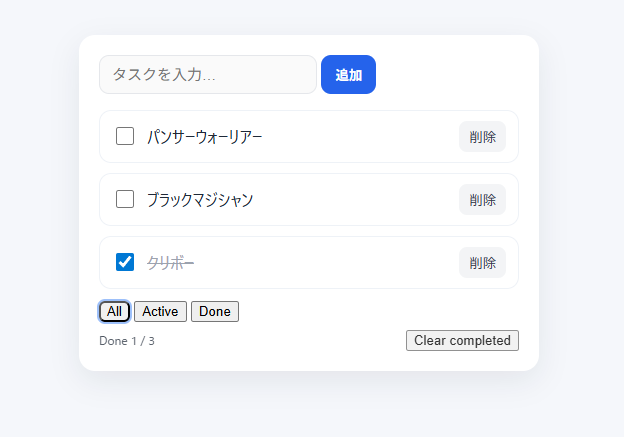 タスクを入力... 追加
パンサーウォーリアー 削除
ブラックマジシャン 削除
クリボー 削除
All Active Done
Done 1 / 3 Clear completed